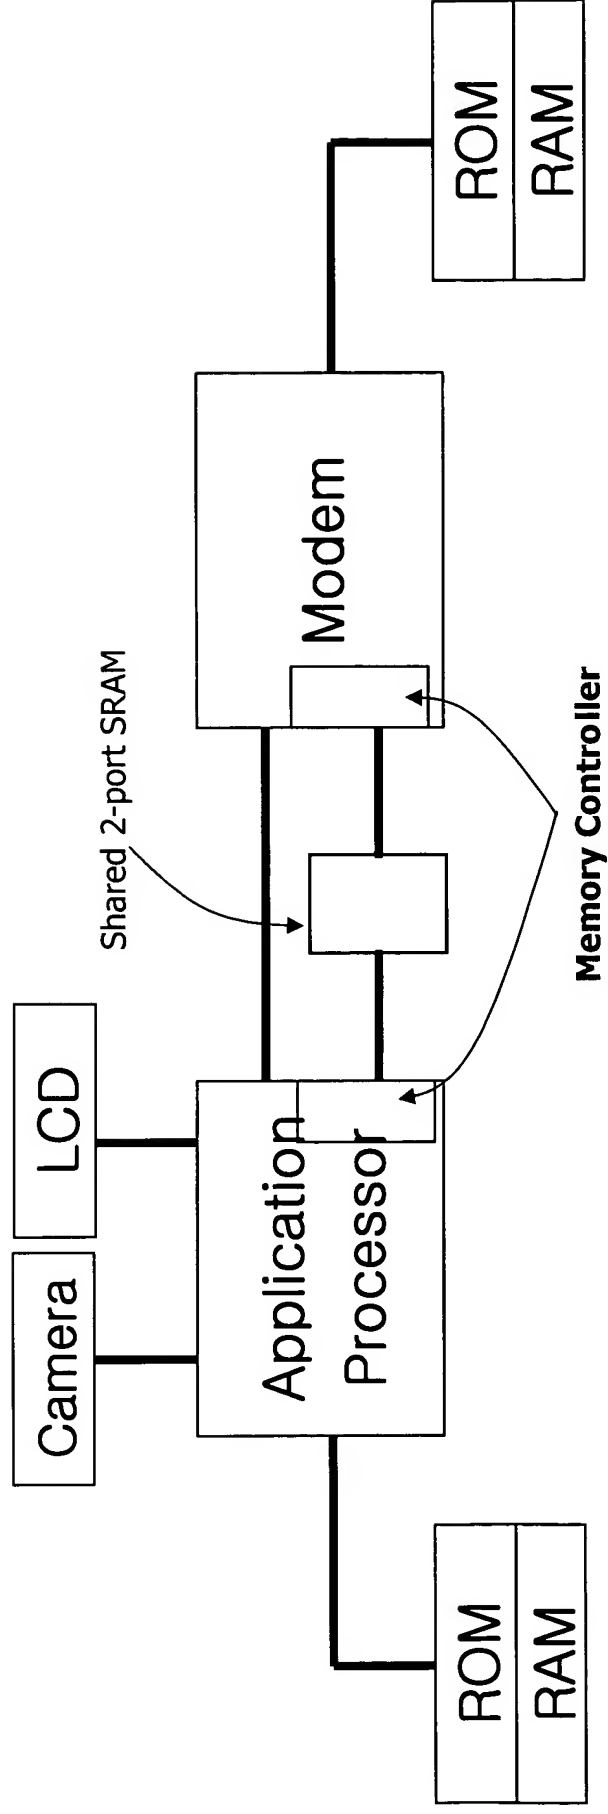 Camera
LCD
Shared 2-port SRAM
Application
Processor
Modem
ROM
RAM
ROM
RAM
Memory Controller